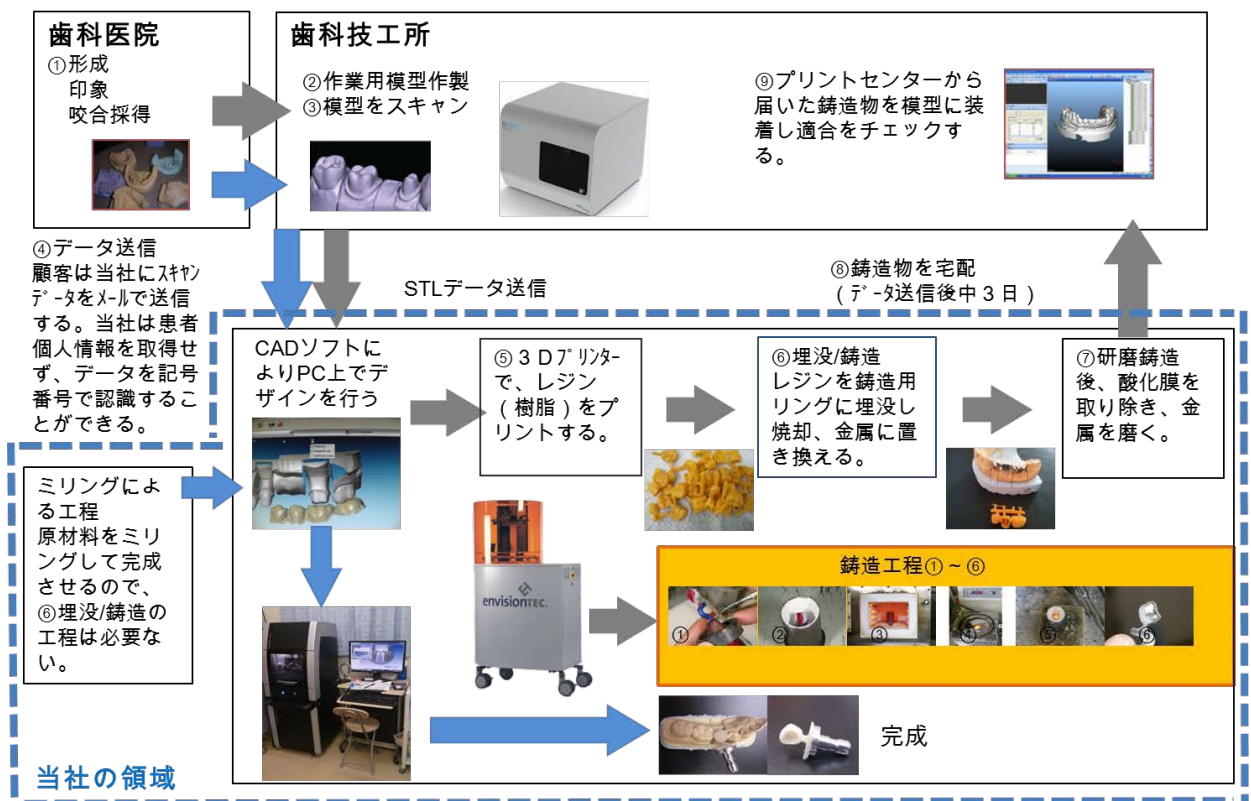 歯科医院
①形成
印象
咬合採得
歯科技工所
②作業用模型作製
③模型をスキャン
⑨プリントセンターから
届いた鋳造物を模型に装
着し適合をチェックす
る。
④データ送信
顧客は当社にｽｷｬﾝ
ﾃﾞｰﾀをﾒｰﾙで送信
する。当社は患者
個人情報を取得せ
ず、データを記号
番号で認識するこ
とができる。
STLデータ送信
⑧鋳造物を宅配
(ﾃﾞｰﾀ送信後中３日)
CADソフトに
よりPC上でデ
ザインを行う
⑤３Ｄﾌﾟﾘﾝﾀｰ
で、レジン
(樹脂)をプ
リントする。
⑥埋没/鋳造
レジンを鋳造用
リングに埋没し
焼却、金属に置
き換える。
⑦研磨鋳造
後、酸化膜を
取り除き、金
属を磨く。
ミリングによ
る工程
原材料をミリ
ングして完成
させるので、
⑥埋没/鋳造の
工程は必要な
い。
envisionTEC.
鋳造工程①～⑥
① ② ③ ④ ⑤ ⑥
完成
当社の領域